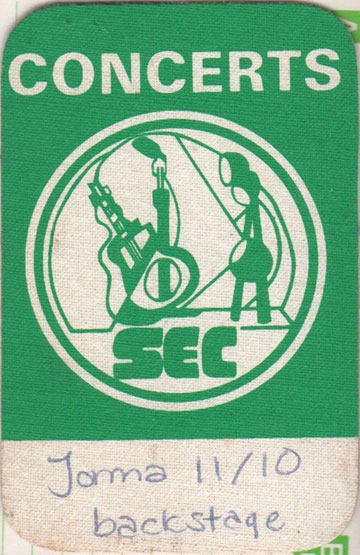 CONCERTS
SEC
Jorma 11/10
backstage